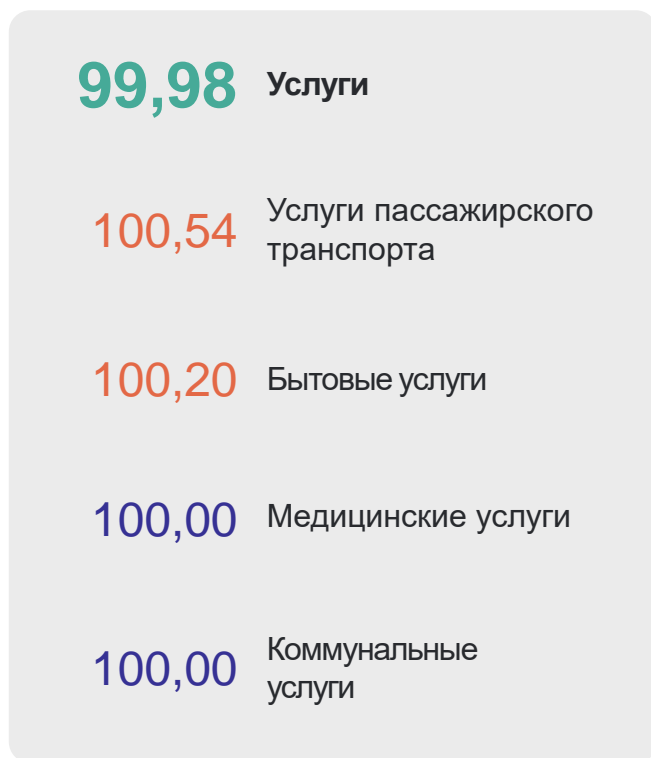 99,98 Услуги
100,54 Услуги пассажирского
транспорта
100,20 Бытовые услуги
100,00 Медицинские услуги
100,00 Коммунальные
услуги